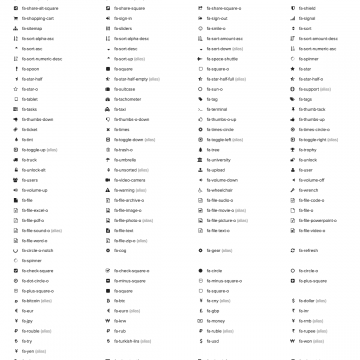 fa-share-alt-square fa-share-square fa-share-square-o fa-shield
fa-shopping-cart fa-sign-in fa-sign-out fa-signal
fa-sitemap fa-sliders fa-smile-o fa-sort
fa-sort-alpha-asc fa-sort-alpha-desc fa-sort-amount-asc fa-sort-amount-desc
fa-sort-asc fa-sort-desc fa-sort-down (alias) fa-sort-numeric-asc
fa-sort-numeric-desc fa-sort-up (alias) fa-space-shuttle fa-spinner
fa-spoon fa-square fa-square-o fa-star
fa-star-half fa-star-half-empty (alias) fa-star-half-full (alias) fa-star-half-o
fa-star-o fa-suitcase fa-sun-o fa-support (alias)
fa-tablet fa-tachometer fa-tag fa-tags
fa-tasks fa-taxi fa-terminal fa-thumb-tack
fa-thumbs-down fa-thumbs-o-down fa-thumbs-o-up fa-thumbs-up
fa-ticket fa-times fa-times-circle fa-times-circle-o
fa-tint fa-toggle-down (alias) fa-toggle-left (alias) fa-toggle-right (alias)
fa-toggle-up (alias) fa-trash-o fa-tree fa-trophy
fa-truck fa-umbrella fa-university fa-unlock
fa-unlock-alt fa-unsorted (alias) fa-upload fa-user
fa-users fa-video-camera fa-volume-down fa-volume-off
fa-volume-up fa-warning (alias) fa-wheelchair fa-wrench
fa-file fa-file-archive-o fa-file-audio-o fa-file-code-o
fa-file-excel-o fa-file-image-o fa-file-movie-o (alias) fa-file-o
fa-file-pdf-o fa-file-photo-o (alias) fa-file-picture-o (alias) fa-file-powerpoint-o
fa-file-sound-o (alias) fa-file-text fa-file-text-o fa-file-video-o
fa-file-word-o fa-file-zip-o (alias)
fa-circle-o-notch fa-cog fa-gear (alias) fa-refresh
fa-spinner
fa-check-square fa-check-square-o fa-circle fa-circle-o
fa-dot-circle-o fa-minus-square fa-minus-square-o fa-plus-square
fa-plus-square-o fa-square fa-square-o
fa-bitcoin (alias) fa-btc fa-cny (alias) fa-dollar (alias)
fa-eur fa-euro (alias) fa-gbp fa-inr
fa-jpy fa-krw fa-money fa-rmb (alias)
fa-rouble (alias) fa-rub fa-ruble (alias) fa-rupee (alias)
fa-try fa-turkish-lira (alias) fa-usd fa-won (alias)
fa-yen (alias)